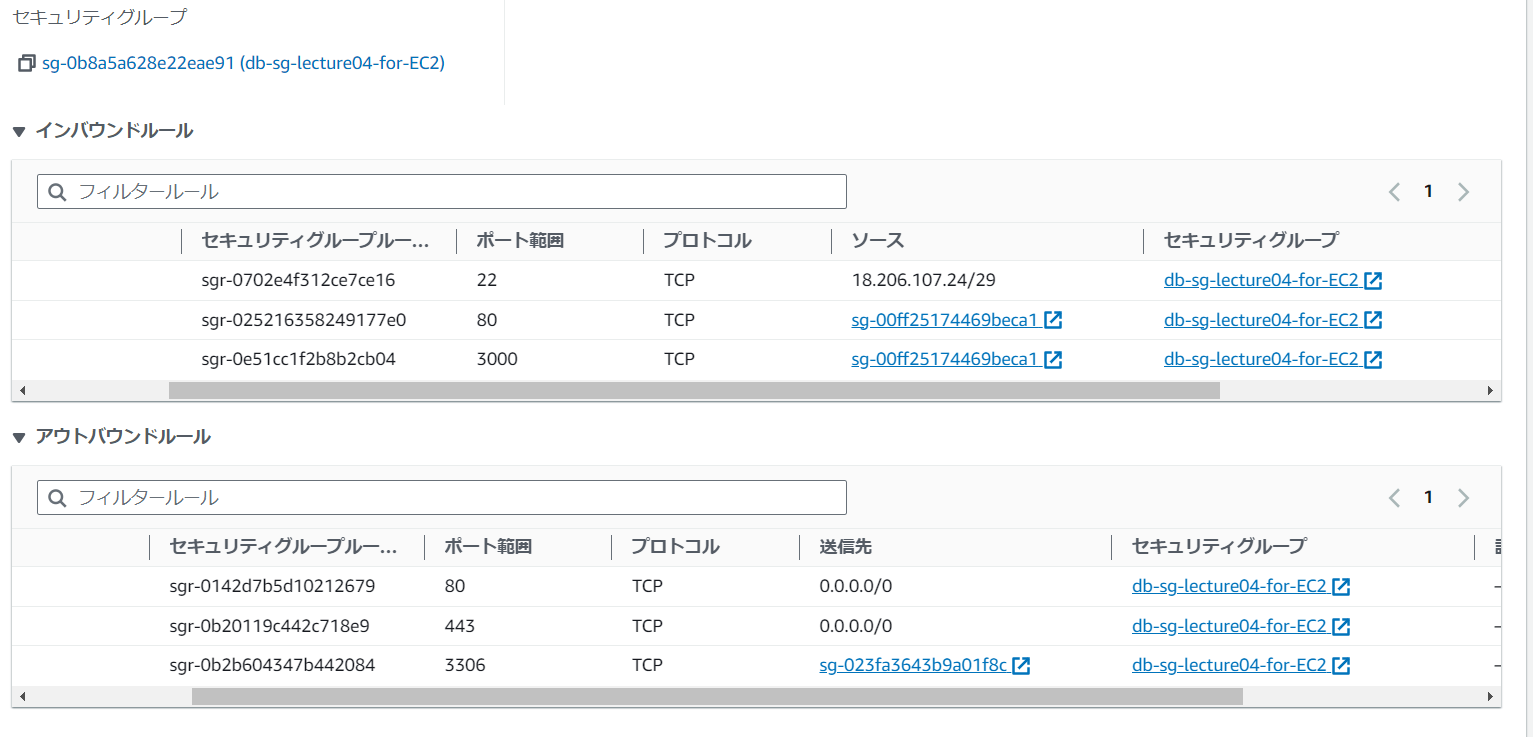 セキュリティグループ
sg-0b8a5a628e22eae91 (db-sg-lecture04-for-EC2)
インバウンドルール
フィルタールール
1
セキュリティグループルー... ポート範囲 プロトコル ソース セキュリティグループ
sgr-0702e4f312ce7ce16 22 TCP 18.206.107.24/29 db-sg-lecture04-for-EC2
sgr-025216358249177e0 80 TCP sg-00ff25174469beca1 db-sg-lecture04-for-EC2
sgr-0e51cc1f2b8b2cb04 3000 TCP sg-00ff25174469beca1 db-sg-lecture04-for-EC2
アウトバウンドルール
フィルタールール
1
セキュリティグループルー... ポート範囲 プロトコル 送信先 セキュリティグループ
sgr-0142d7b5d10212679 80 TCP 0.0.0.0/0 db-sg-lecture04-for-EC2 –
sgr-0b20119c442c718e9 443 TCP 0.0.0.0/0 db-sg-lecture04-for-EC2 –
sgr-0b2b604347b442084 3306 TCP sg-023fa3643b9a01f8c db-sg-lecture04-for-EC2 –